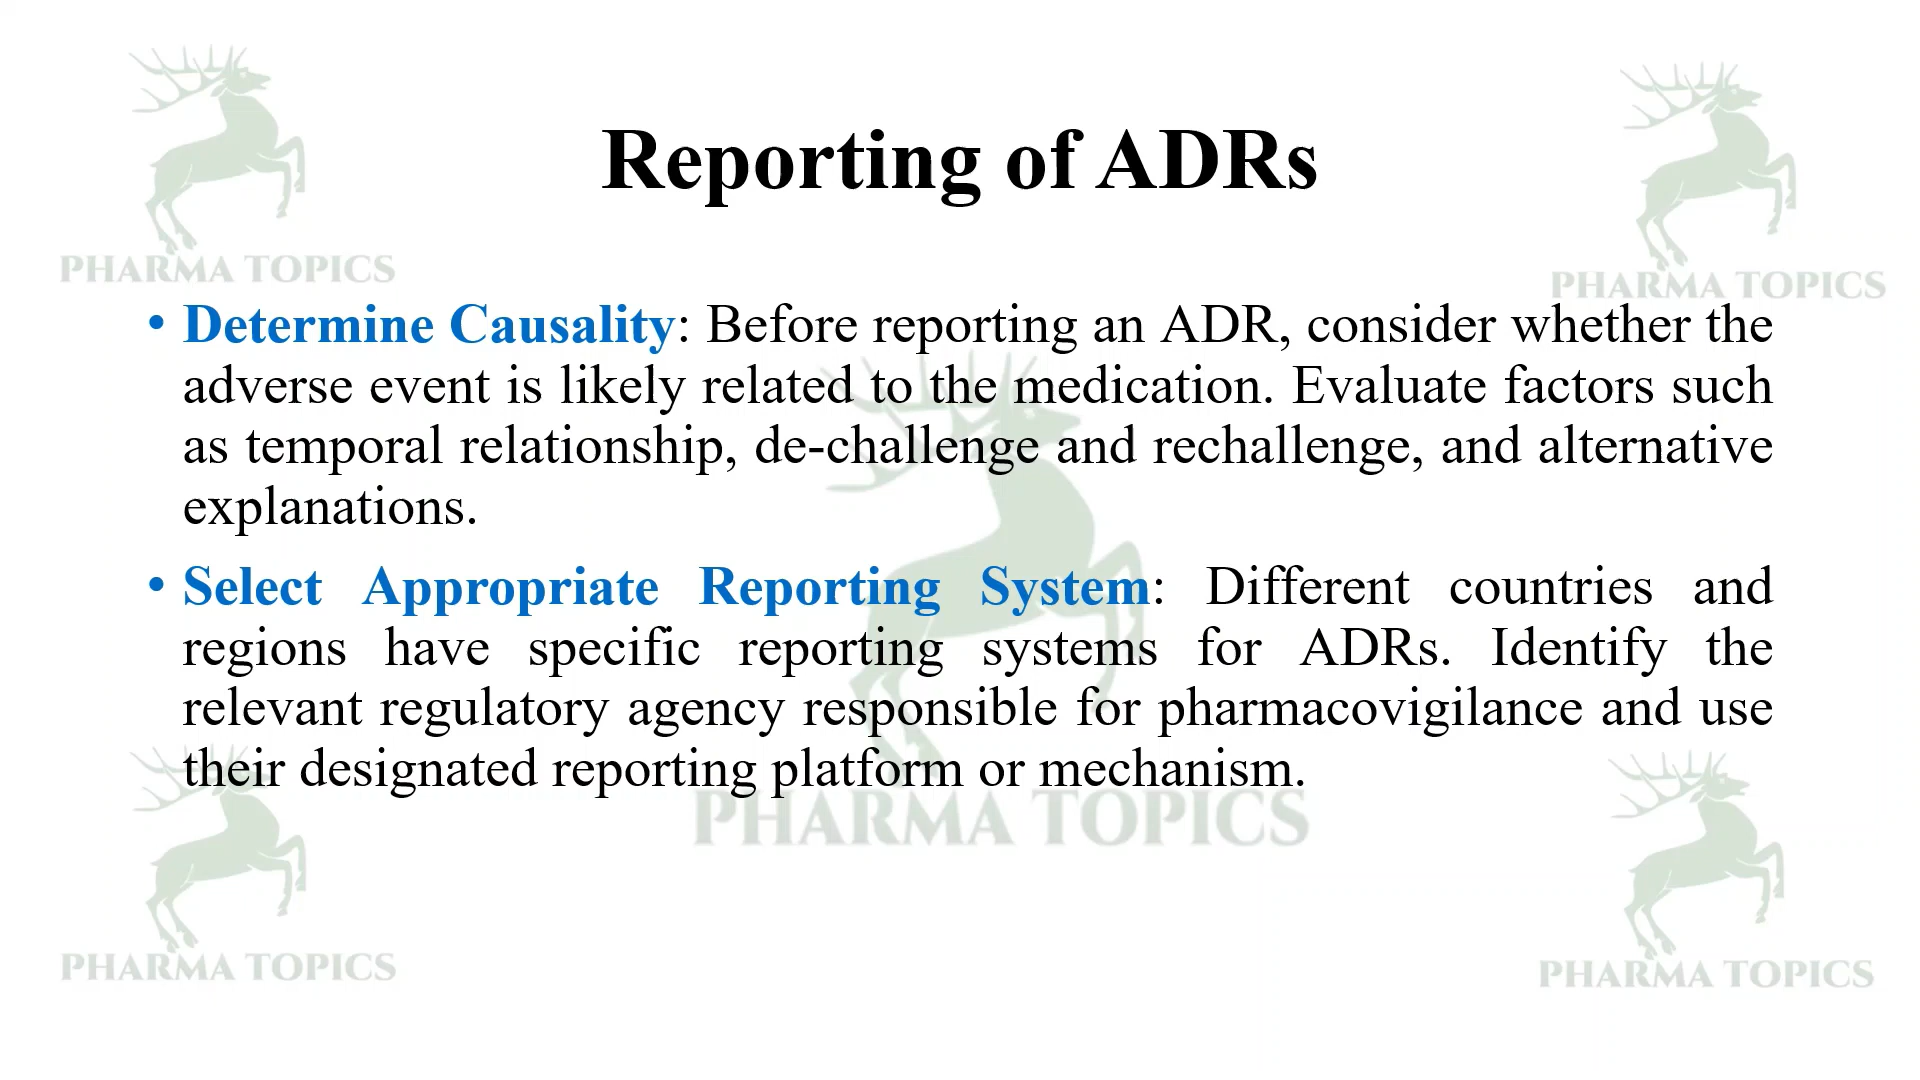 PHARMA TOPICS
PHARMA TOPICS
Reporting of ADRs
• Determine Causality: Before reporting an ADR, consider whether the
adverse event is likely related to the medication. Evaluate factors such
as temporal relationship, de-challenge and rechallenge, and alternative
explanations.
• Select Appropriate Reporting System: Different countries and
regions have specific reporting systems for ADRs. Identify the
relevant regulatory agency responsible for pharmacovigilance and use
their designated reporting platform or mechanism.
PHARMA TOPICS
PHARMA TOPICS
PHARMA TOPICS